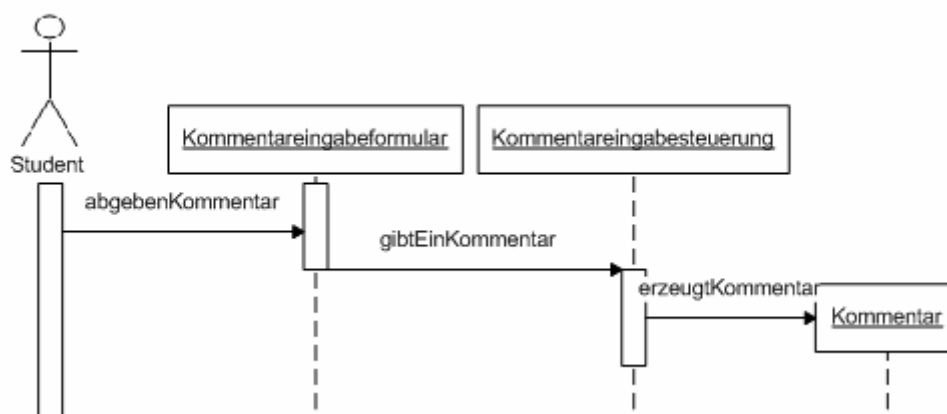 Kommentareingabeformular
Kommentareingabesteuerung
Student
abgebenKommentar
gibtEinKommentar
erzeugtKommentar
Kommentar